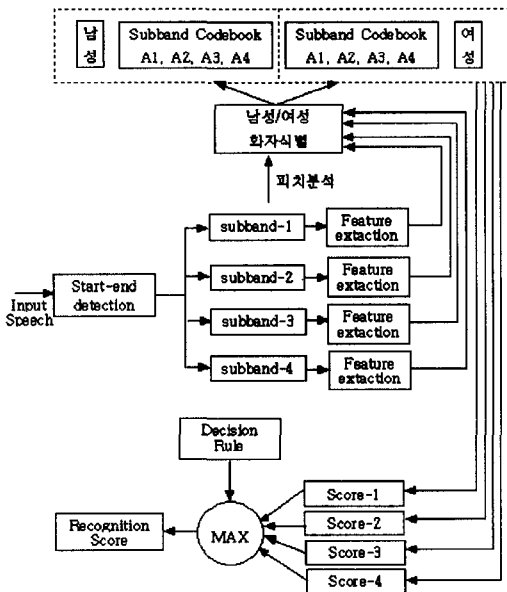 남
성
Subband Codebook
A1, A2, A3, A4
Subband Codebook
A1, A2, A3, A4
여
성
남성/여성
화자식별
피치분석
subband-1
Feature
extaction
subband-2
Feature
extaction
subband-3
Feature
extaction
subband-4
Feature
extaction
Start-end
detection
Input
Speech
Decision
Rule
Recognition
Score
MAX
Score-1
Score-2
Score-3
Score-4